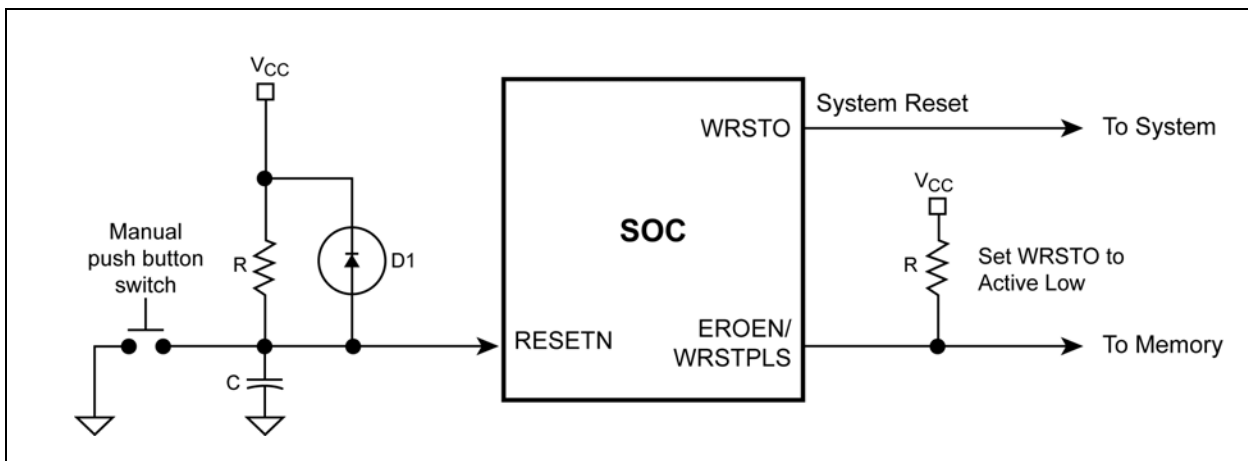 VCC
Manual
push button
switch
R
D1
C
RESETN
SOC
WRSTO
System Reset
To System
VCC
R
Set WRSTO to
Active Low
EROEN/
WRSTPLS
To Memory